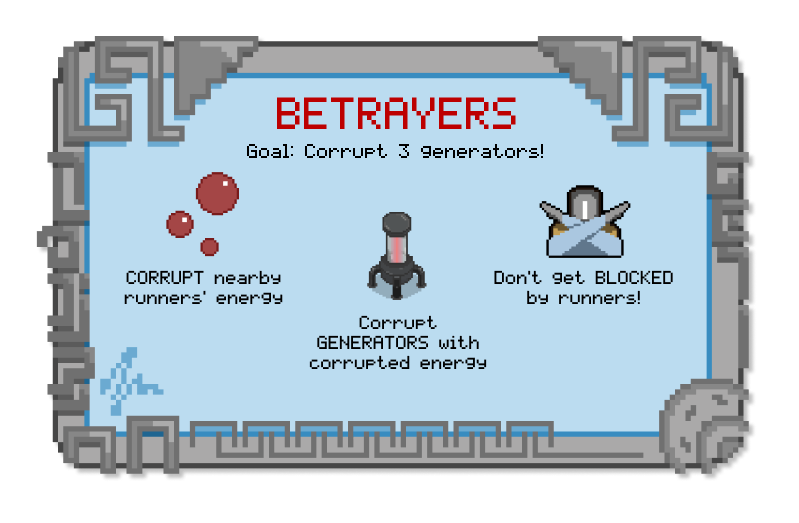 BETRAYERS
Goal: Corrupt 3 generators!
CORRUPT nearby
runners' energy
Corrupt
GENERATORS with
corrupted energy
Don't get BLOCKED
by runners!